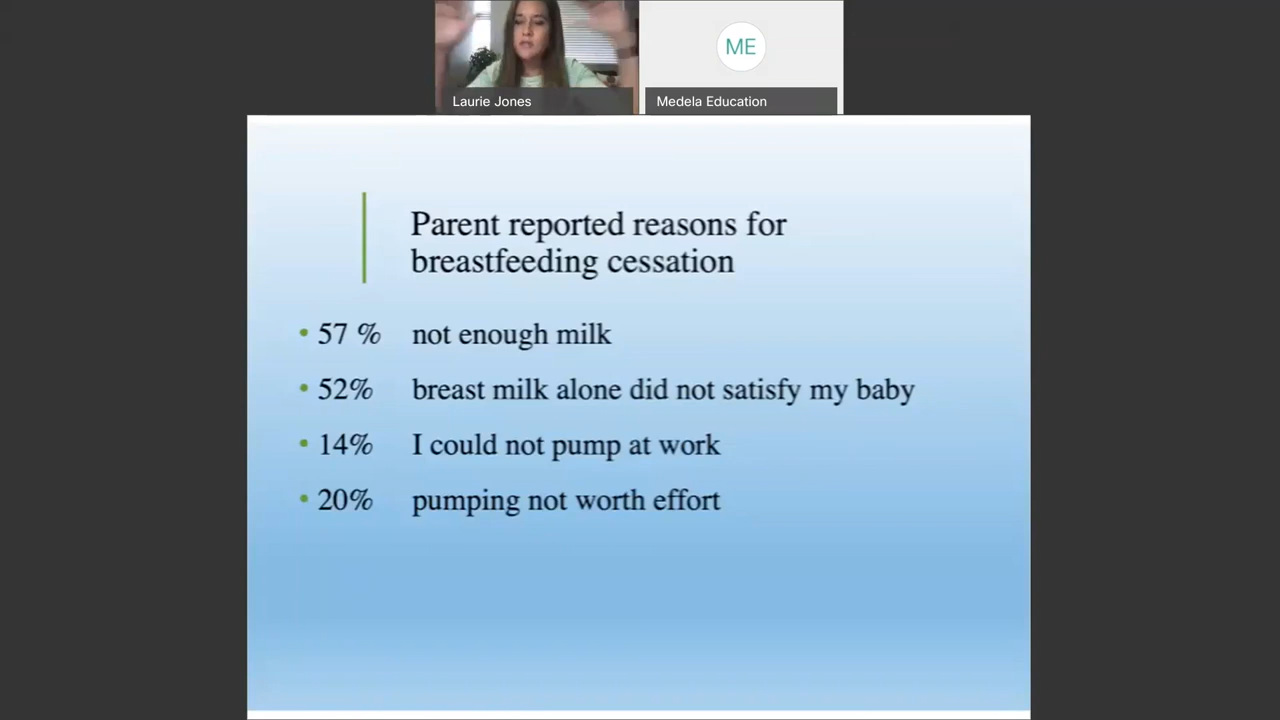 ME
Laurie Jones
Medela Education
Parent reported reasons for
breastfeeding cessation
• 57 % not enough milk
• 52% breast milk alone did not satisfy my baby
• 14% I could not pump at work
• 20% pumping not worth effort